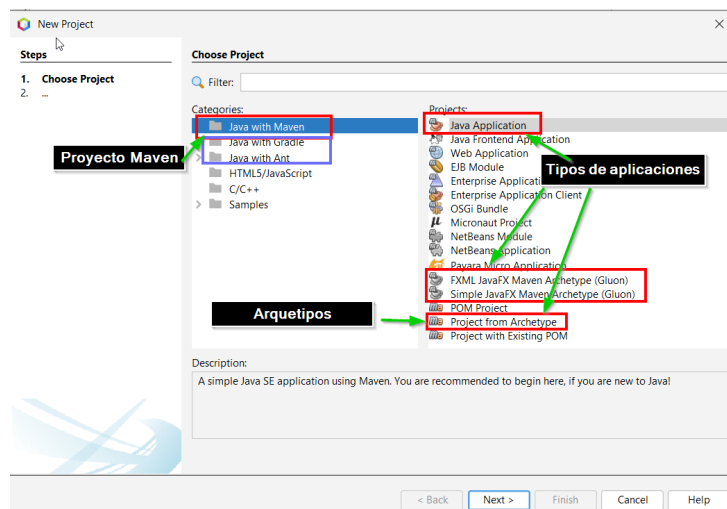 New Project
Steps
1. Choose Project
2. ...
Choose Project
Filter:
Categories:
Java with Maven
Java with Gradle
Java with Ant
HTML5/JavaScript
C/C++
Samples
Proyecto Maven
Projects:
Java Application
Java Frontend Application
Web Application
EJB Module
Enterprise Applicati
Enterprise Application Client
OSGi Bundle
Micronaut Project
NetBeans Module
NetBeans Application
Payara Micro Application
FXML JavaFX Maven Archetype (Gluon)
Simple JavaFX Maven Archetype (Gluon)
POM Project
Project from Archetype
Project with Existing POM
Tipos de aplicaciones
Arquetipos
Description:
A simple Java SE application using Maven. You are recommended to begin here, if you are new to Java!
< Back
Next >
Finish
Cancel
Help